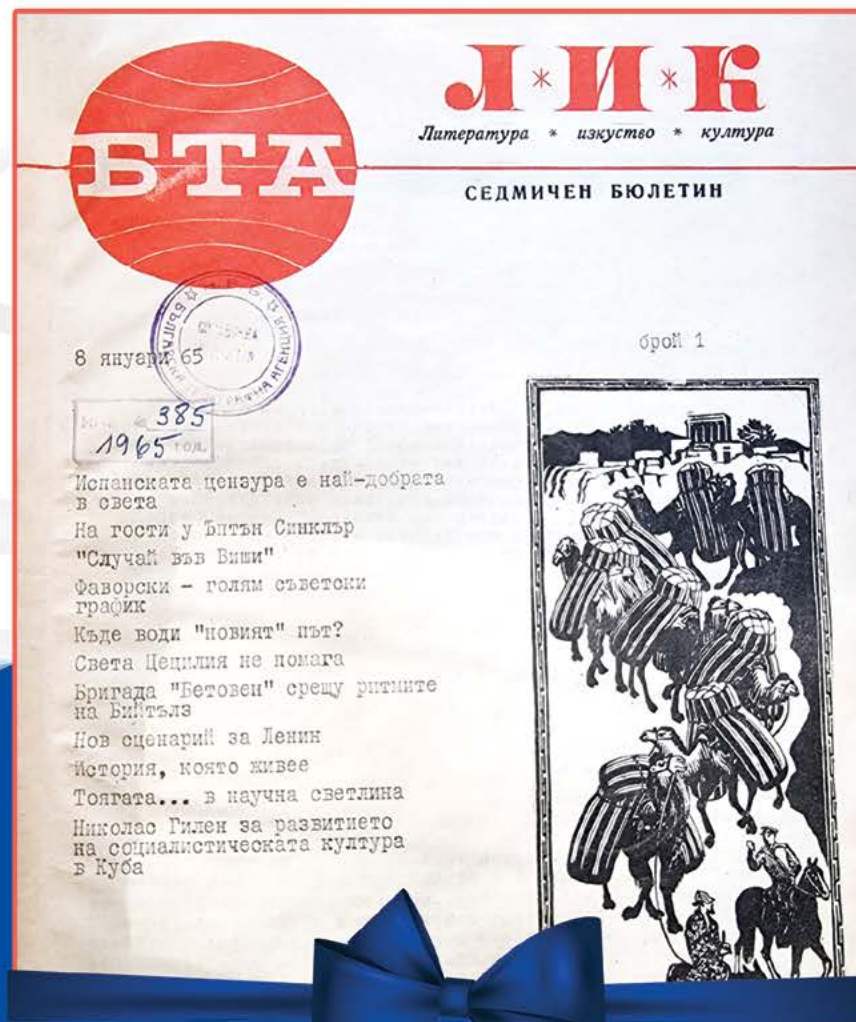 БТА
Л * И * К
Литература * изкуство * култура
СЕДМИЧЕН БЮЛЕТИН
8 януари 65
брой 1
БЪЛГАРСКА АГЕНЦИЯ
385
1965 год.
Испанската цензура е най-добрата
в света
На гости у Ъптън Синклър
"Случай във Виши"
Фаворски - голям съветски
график
Къде води "новият" път?
Света Цецилия не помага
Бригада "Бетовен" срещу ритмите
на Бийтълз
Нов сценарий за Ленин
История, която живее
Тоягата... в научна светлина
Николас Гилен за развитието
на социалистическата култура
в Куба